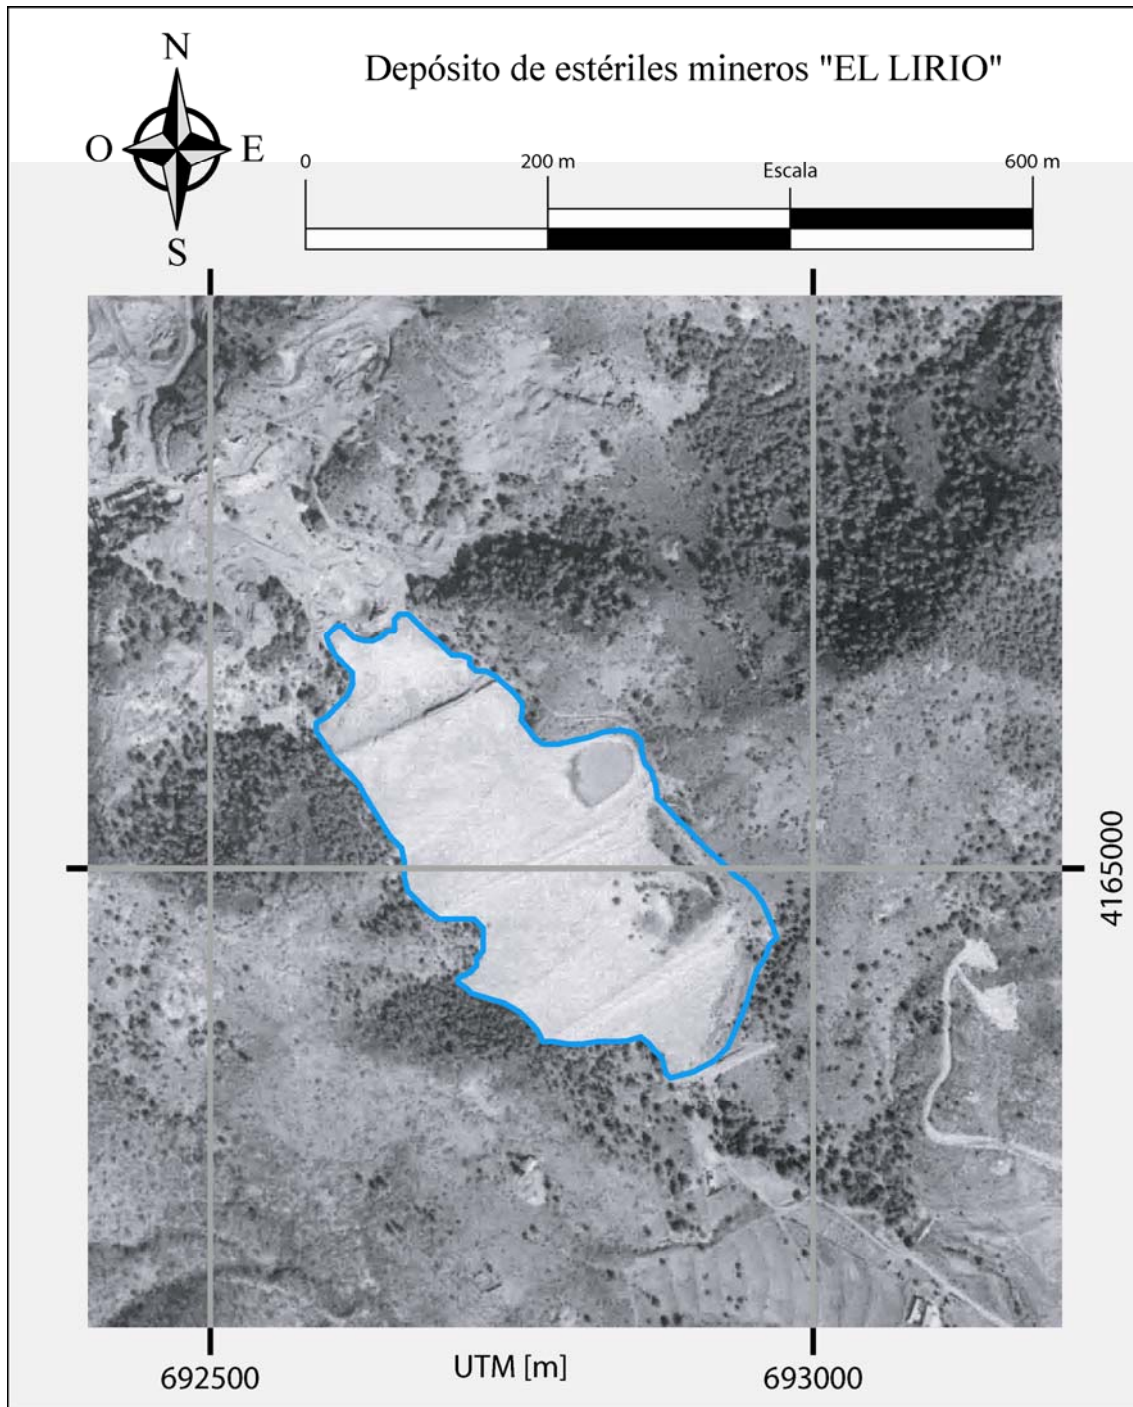 Depósito de estériles mineros "EL LIRIO"
N
O
E
S
0
200 m
Escala
600 m
4165000
692500
UTM [m]
693000